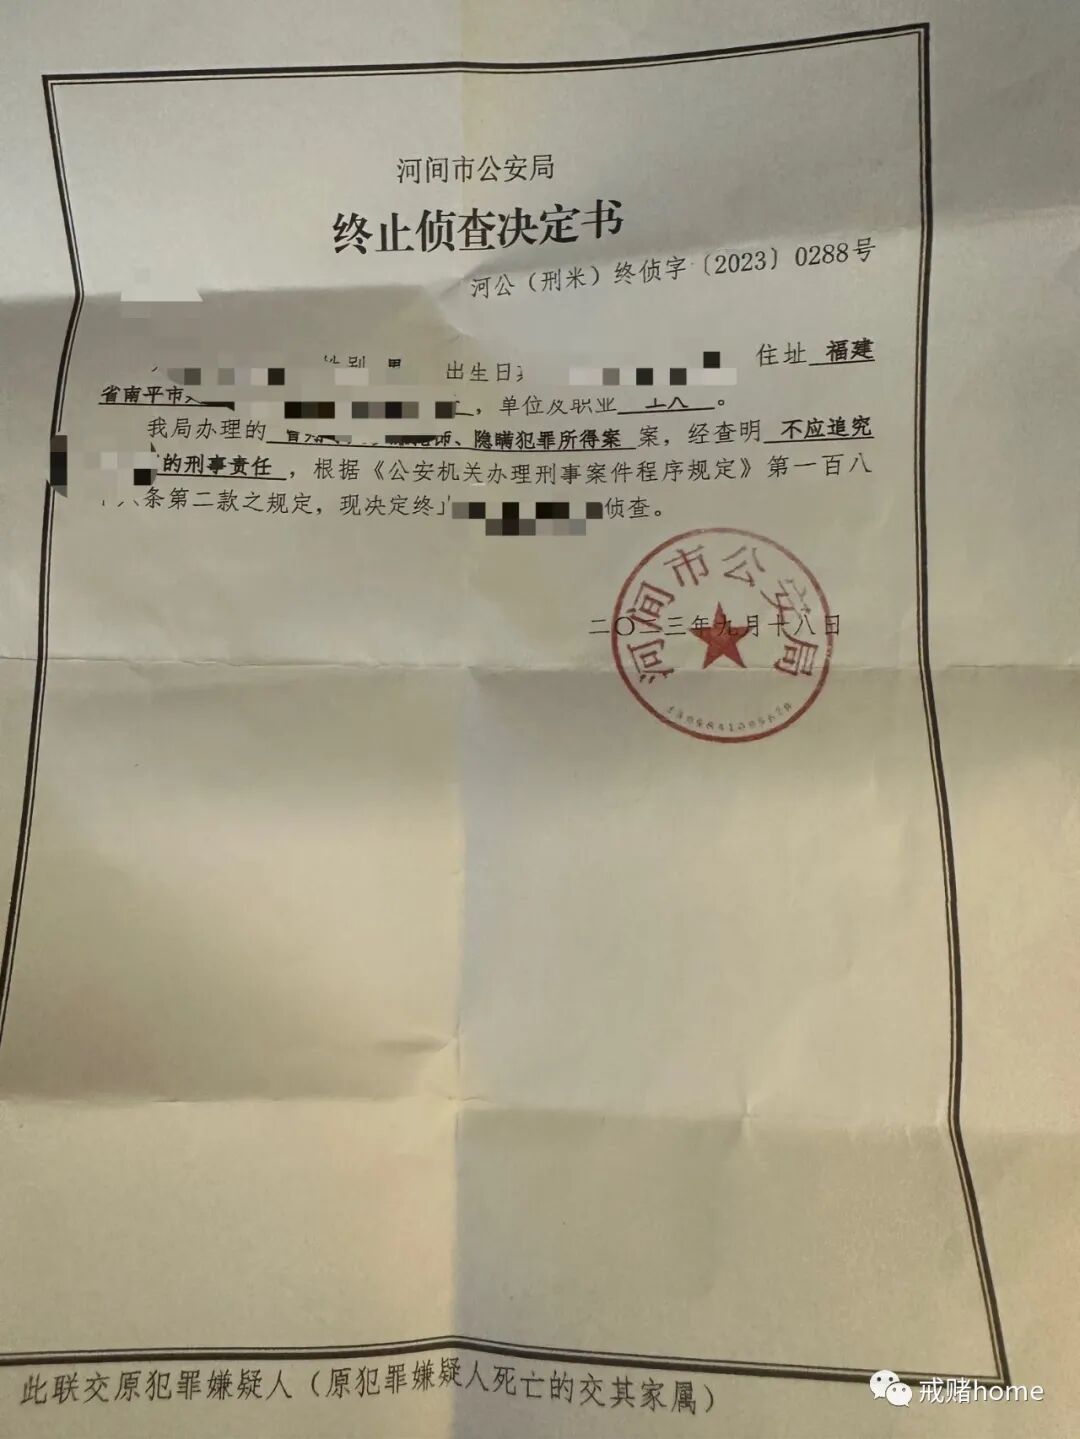 河间市公安局
终止侦查决定书
河公（刑米）终侦字〔2023〕0288号
性别 男 出生日 住址 福建
省南平市 ，单位及职业 工人 。
我局办理的 饰、隐瞒犯罪所得案 案，经查明 不应追究
的刑事责任 ，根据《公安机关办理刑事案件程序规定》第一百八
条第二款之规定，现决定终止 侦查。
二〇二三年九月十八日
河间市公安局
此联交原犯罪嫌疑人（原犯罪嫌疑人死亡的交其家属）
戒赌home